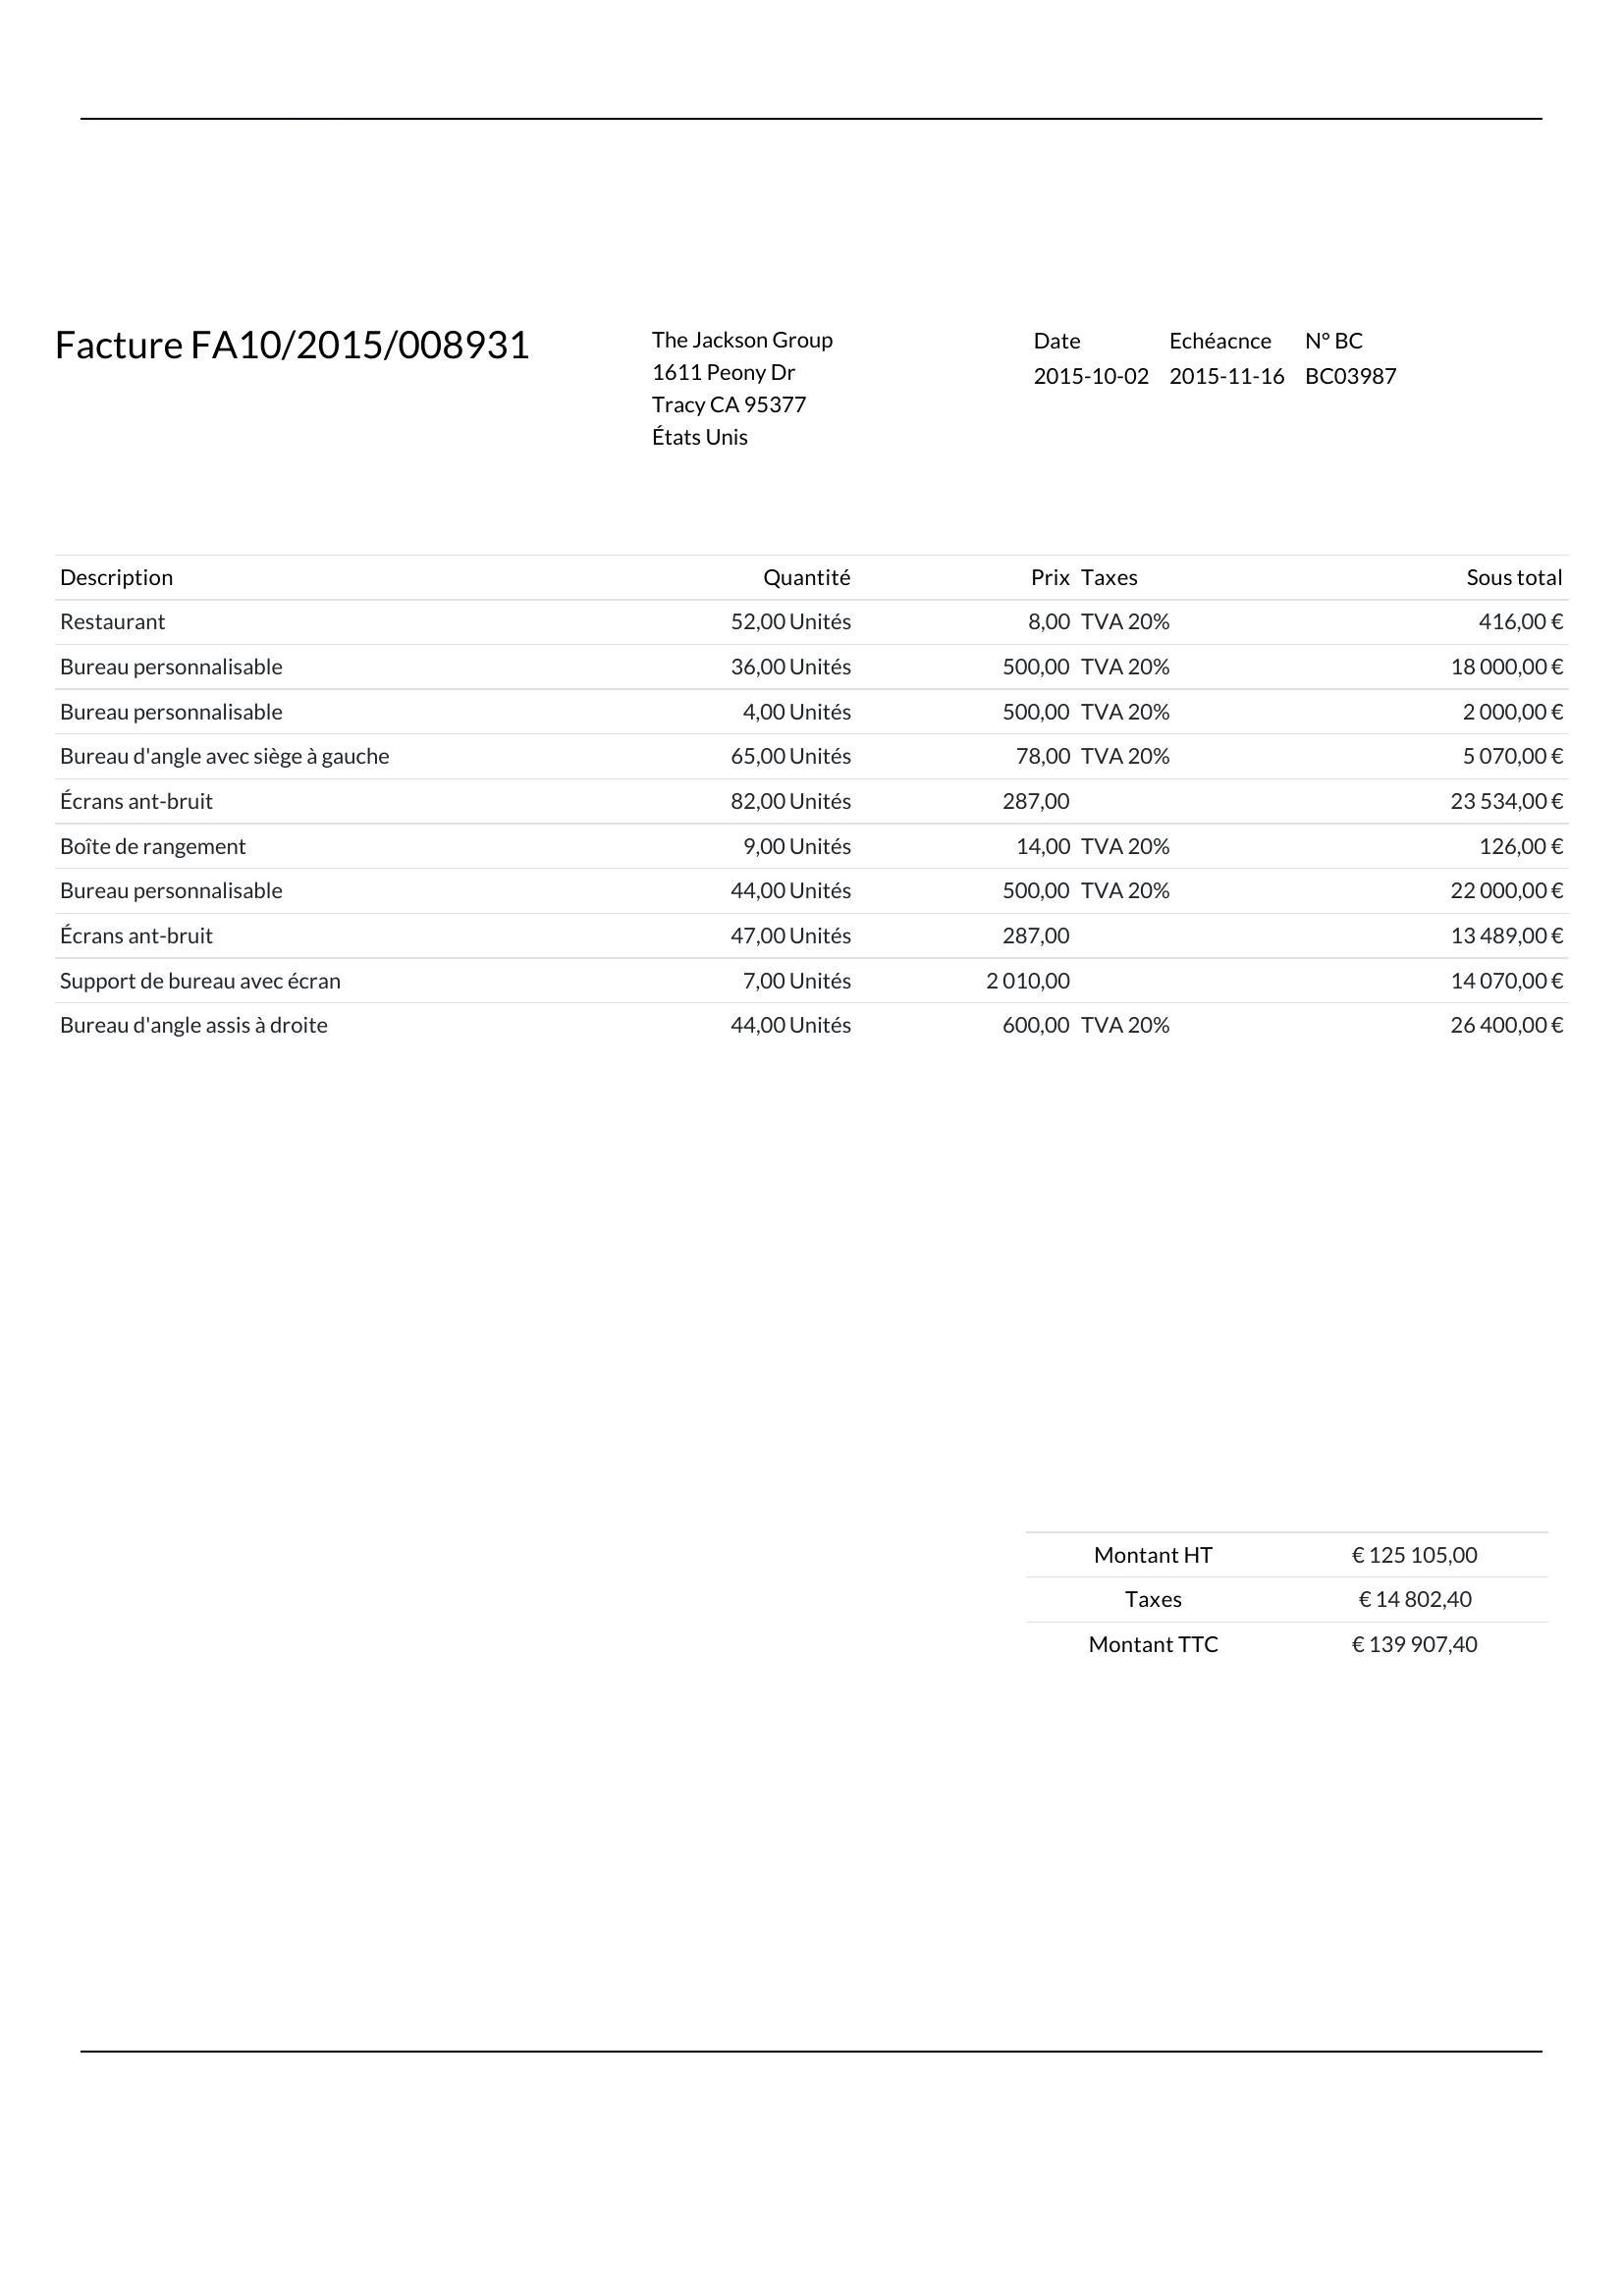 Facture FA10/2015/008931
The Jackson Group
1611 Peony Dr
Tracy CA 95377
États Unis
Date Echéacnce N° BC
2015-10-02 2015-11-16 BC03987
Description Quantité Prix Taxes Sous total
Restaurant 52,00 Unités 8,00 TVA 20% 416,00 €
Bureau personnalisable 36,00 Unités 500,00 TVA 20% 18 000,00 €
Bureau personnalisable 4,00 Unités 500,00 TVA 20% 2 000,00 €
Bureau d'angle avec siège à gauche 65,00 Unités 78,00 TVA 20% 5 070,00 €
Écrans ant-bruit 82,00 Unités 287,00 23 534,00 €
Boîte de rangement 9,00 Unités 14,00 TVA 20% 126,00 €
Bureau personnalisable 44,00 Unités 500,00 TVA 20% 22 000,00 €
Écrans ant-bruit 47,00 Unités 287,00 13 489,00 €
Support de bureau avec écran 7,00 Unités 2 010,00 14 070,00 €
Bureau d'angle assis à droite 44,00 Unités 600,00 TVA 20% 26 400,00 €
Montant HT € 125 105,00
Taxes € 14 802,40
Montant TTC € 139 907,40